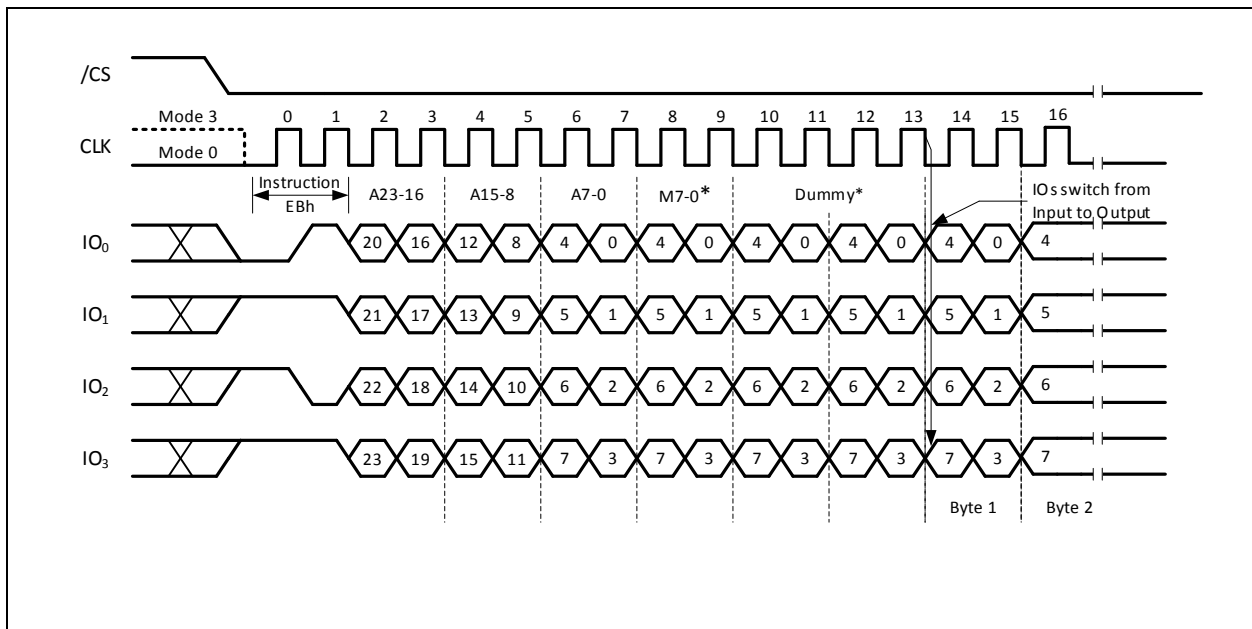 /CS
Mode 3 0 1 2 3 4 5 6 7 8 9 10 11 12 13 14 15 16
CLK
Mode 0
Instruction A23-16 A15-8 A7-0 M7-0* Dummy* IOs switch from
EBh Input to Output
IO₀ 20 16 12 8 4 0 4 0 4 0 4 0 4 0 4
IO₁ 21 17 13 9 5 1 5 1 5 1 5 1 5 1 5
IO₂ 22 18 14 10 6 2 6 2 6 2 6 2 6 2 6
IO₃ 23 19 15 11 7 3 7 3 7 3 7 3 7 3 7
Byte 1 Byte 2